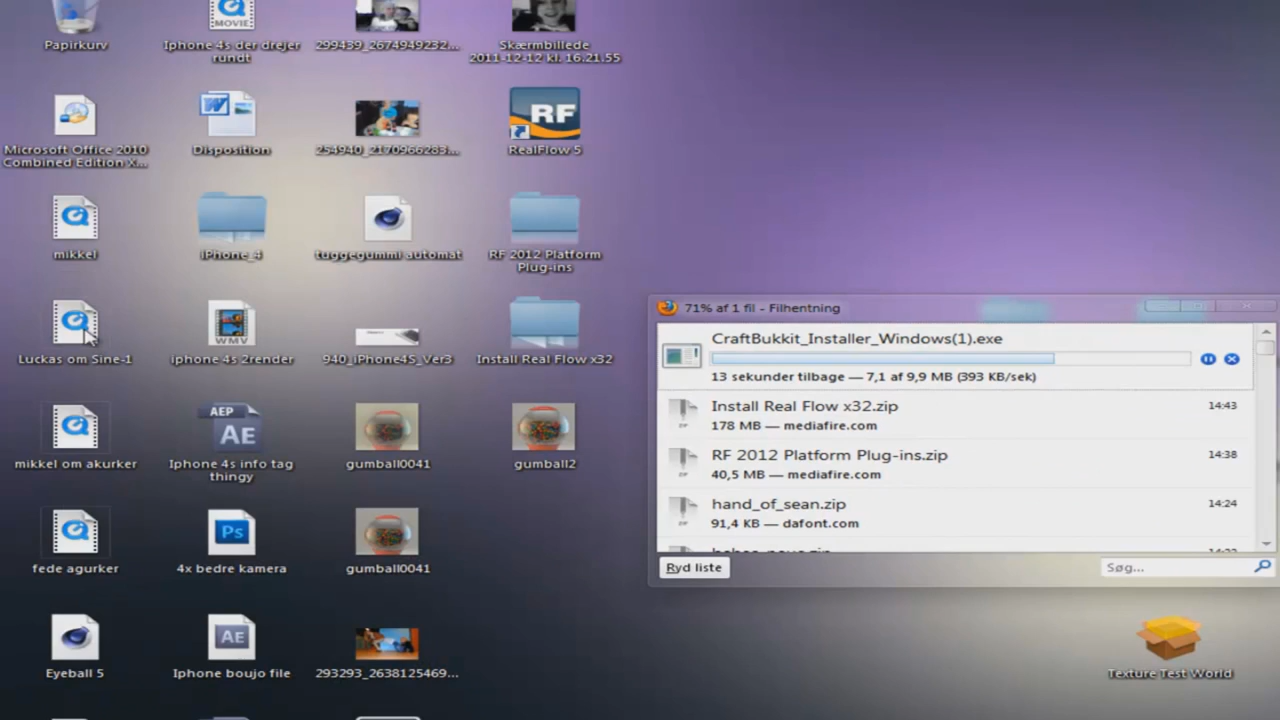 Papirkurv
Iphone 4s der drejer
rundt
299439_2674949232...
Skærmbillede
2011-12-12 kl. 16.21.55
MOVIE
Microsoft Office 2010
Combined Edition X...
Disposition
254940_2170966283...
RF
RealFlow 5
mikkel
iPhone_4
tuggegummi automat
RF 2012 Platform
Plug-ins
Luckas om Sine-1
WMV
iphone 4s 2render
940_iPhone4S_Ver3
Install Real Flow x32
mikkel om akurker
AEP
AE
Iphone 4s info tag
thingy
gumball0041
gumball2
fede agurker
Ps
4x bedre kamera
gumball0041
Eyeball 5
AE
Iphone boujo file
293293_2638125469...
71% af 1 fil - Filhentning
CraftBukkit_Installer_Windows(1).exe
13 sekunder tilbage — 7,1 af 9,9 MB (393 KB/sek)
Install Real Flow x32.zip
14:43
178 MB — mediafire.com
RF 2012 Platform Plug-ins.zip
14:38
40,5 MB — mediafire.com
hand_of_sean.zip
14:24
91,4 KB — dafont.com
Ryd liste
Søg...
Texture Test World